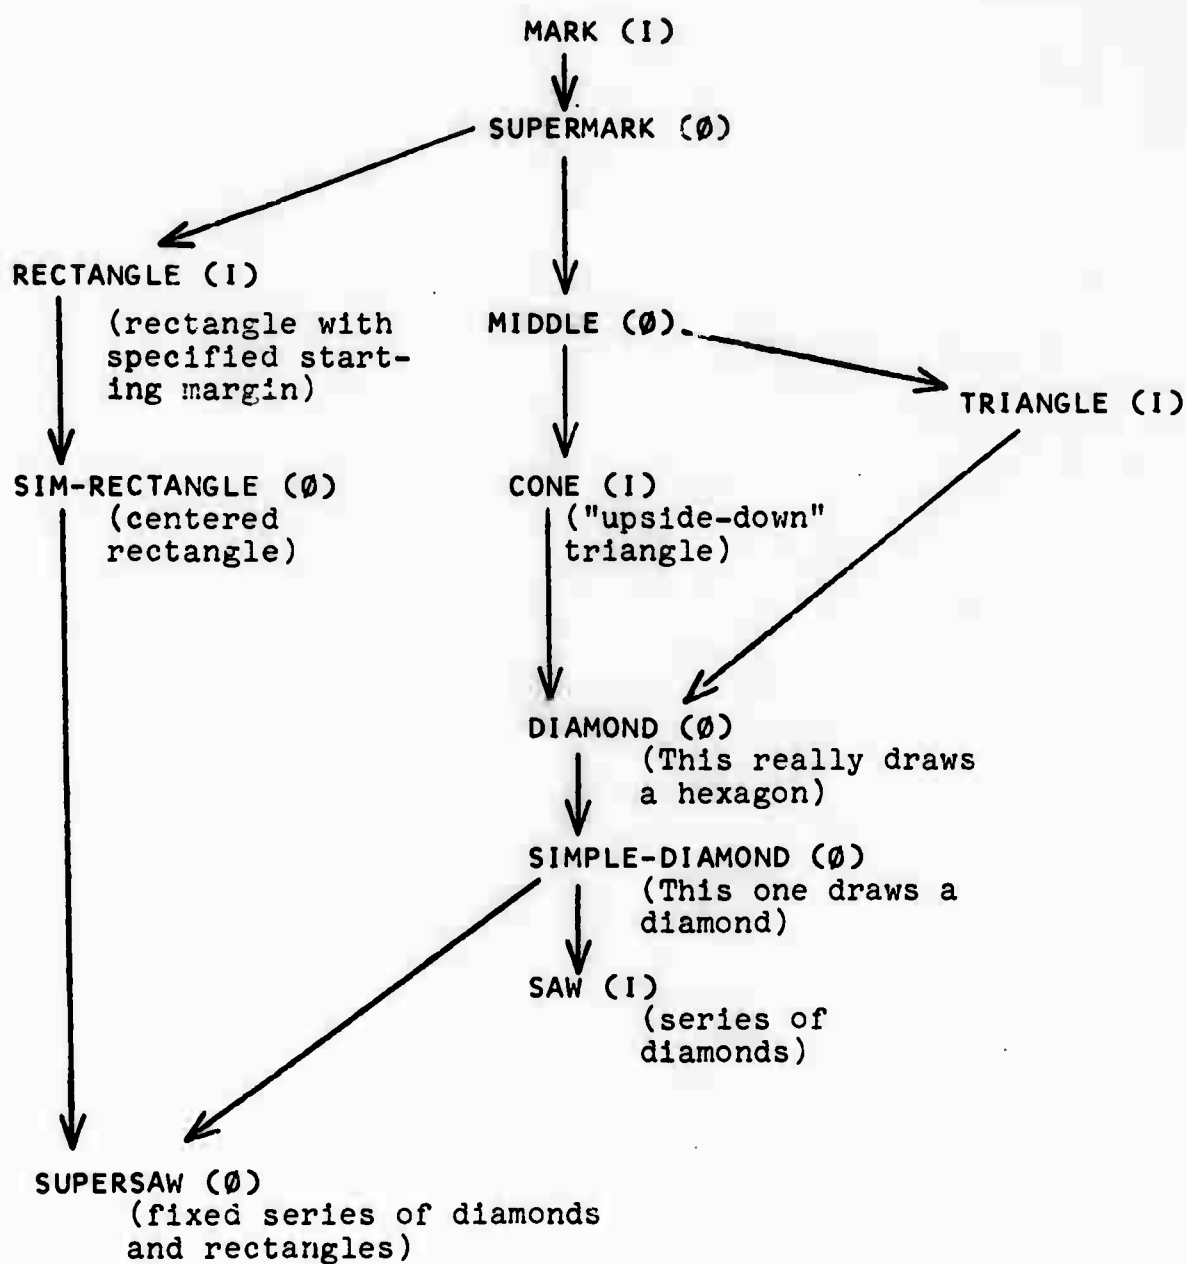 MARK (I)
SUPERMARK (Ø)
RECTANGLE (I)
(rectangle with
specified start-
ing margin)
MIDDLE (Ø)
TRIANGLE (I)
SIM-RECTANGLE (Ø)
(centered
rectangle)
CONE (I)
("upside-down"
triangle)
DIAMOND (Ø)
(This really draws
a hexagon)
SIMPLE-DIAMOND (Ø)
(This one draws a
diamond)
SAW (I)
(series of
diamonds)
SUPERSAW (Ø)
(fixed series of diamonds
and rectangles)